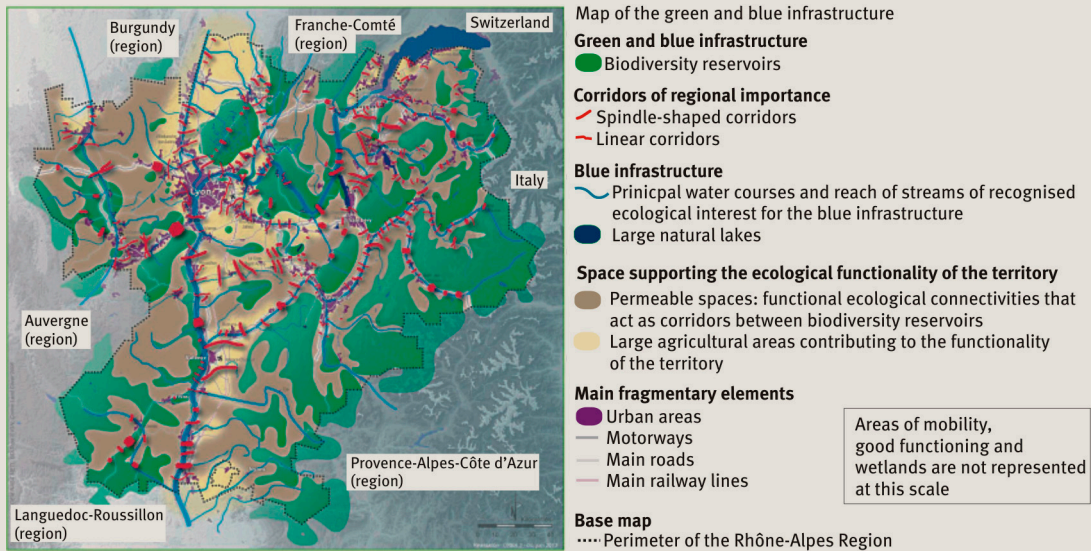 Burgundy
(region)
Franche-Comté
(region)
Switzerland
Lyon
Italy
Auvergne
(region)
Provence-Alpes-Côte d'Azur
(region)
Languedoc-Roussillon
(region)
Map of the green and blue infrastructure
Green and blue infrastructure
Biodiversity reservoirs
Corridors of regional importance
Spindle-shaped corridors
Linear corridors
Blue infrastructure
Prinicpal water courses and reach of streams of recognised
ecological interest for the blue infrastructure
Large natural lakes
Space supporting the ecological functionality of the territory
Permeable spaces: functional ecological connectivities that
act as corridors between biodiversity reservoirs
Large agricultural areas contributing to the functionality
of the territory
Main fragmentary elements
Urban areas
Motorways
Main roads
Main railway lines
Areas of mobility,
good functioning and
wetlands are not represented
at this scale
Base map
Perimeter of the Rhône-Alpes Region